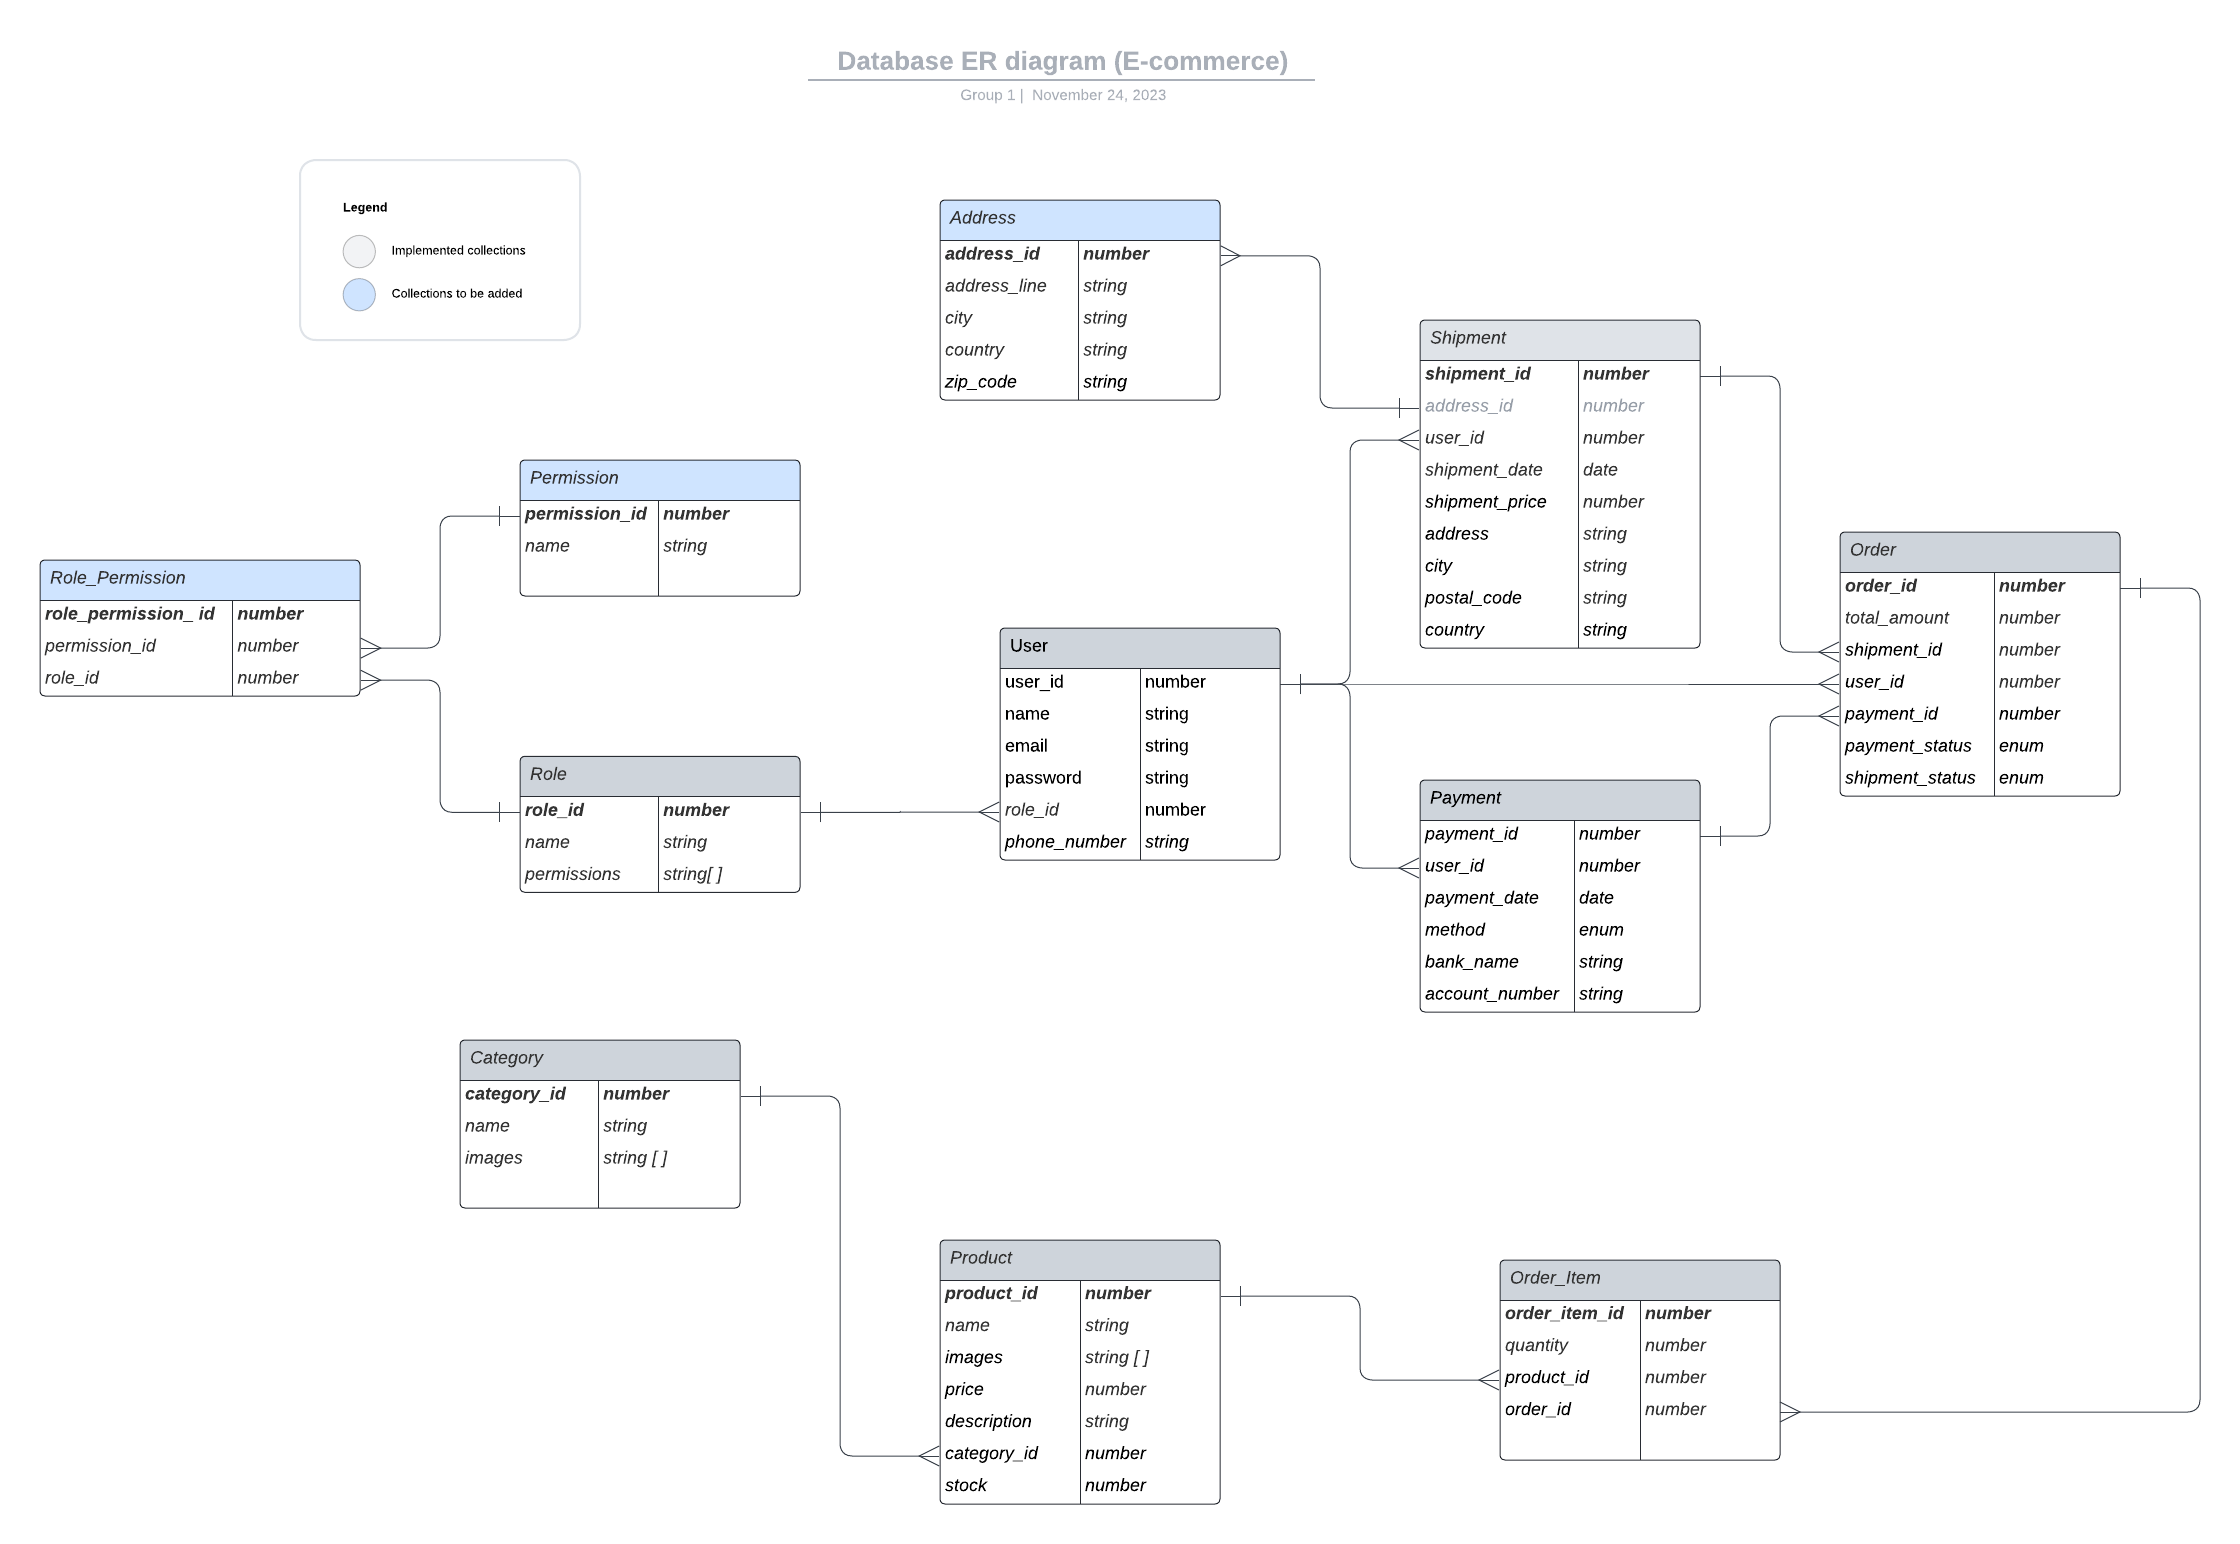 Database ER diagram (E-commerce)
Group 1 | November 24, 2023
Legend
Implemented collections
Collections to be added
Address
address_id number
address_line string
city string
country string
zip_code string
Shipment
shipment_id number
address_id number
user_id number
shipment_date date
shipment_price number
address string
city string
postal_code string
country string
Permission
permission_id number
name string
Role_Permission
role_permission_ id number
permission_id number
role_id number
Order
order_id number
total_amount number
shipment_id number
user_id number
payment_id number
payment_status enum
shipment_status enum
User
user_id number
name string
email string
password string
role_id number
phone_number string
Role
role_id number
name string
permissions string[ ]
Payment
payment_id number
user_id number
payment_date date
method enum
bank_name string
account_number string
Category
category_id number
name string
images string [ ]
Product
product_id number
name string
images string [ ]
price number
description string
category_id number
stock number
Order_Item
order_item_id number
quantity number
product_id number
order_id number